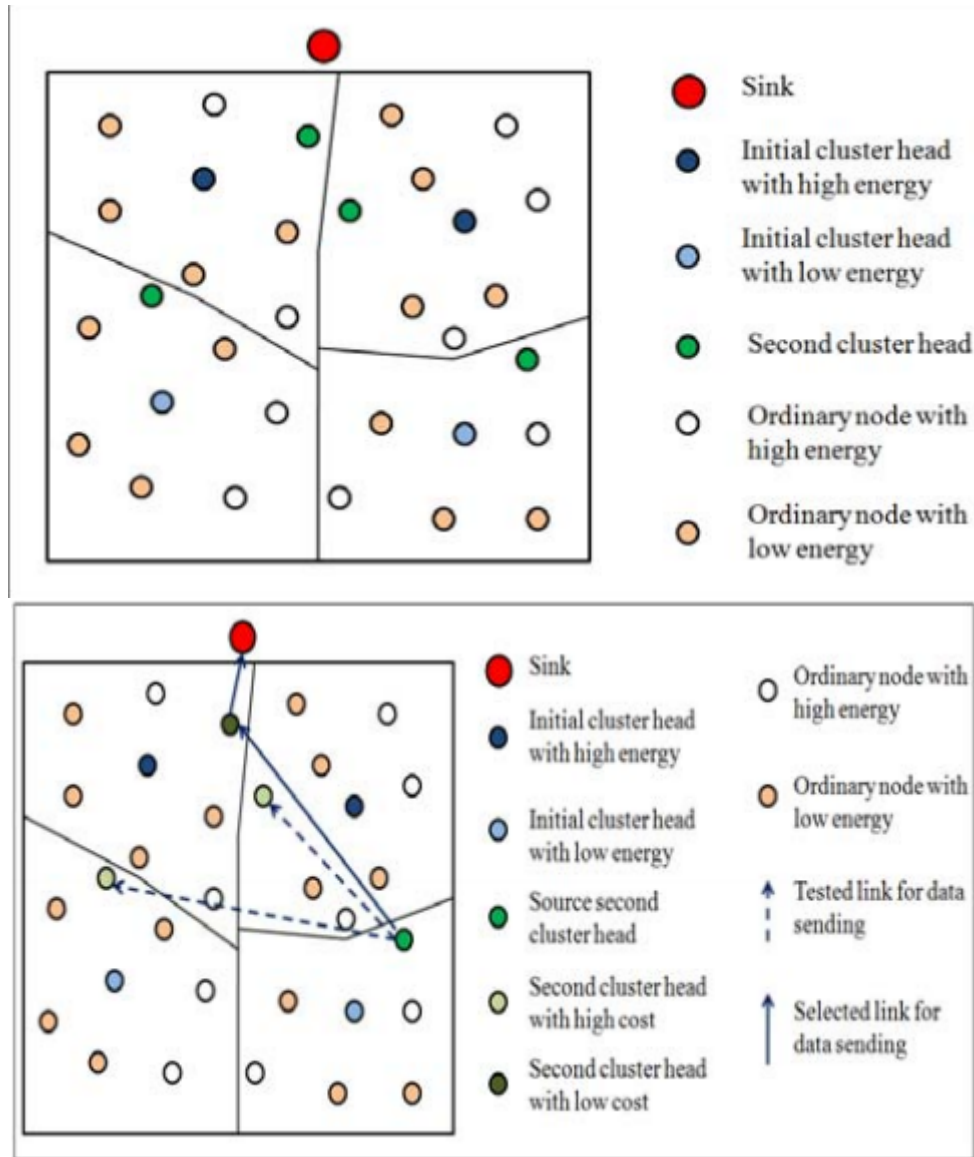 Sink
Initial cluster head
with high energy
Initial cluster head
with low energy
Second cluster head
Ordinary node with
high energy
Ordinary node with
low energy
Sink
Initial cluster head
with high energy
Initial cluster head
with low energy
Source second
cluster head
Second cluster head
with high cost
Second cluster head
with low cost
Ordinary node with
high energy
Ordinary node with
low energy
Tested link for data
sending
Selected link for
data sending